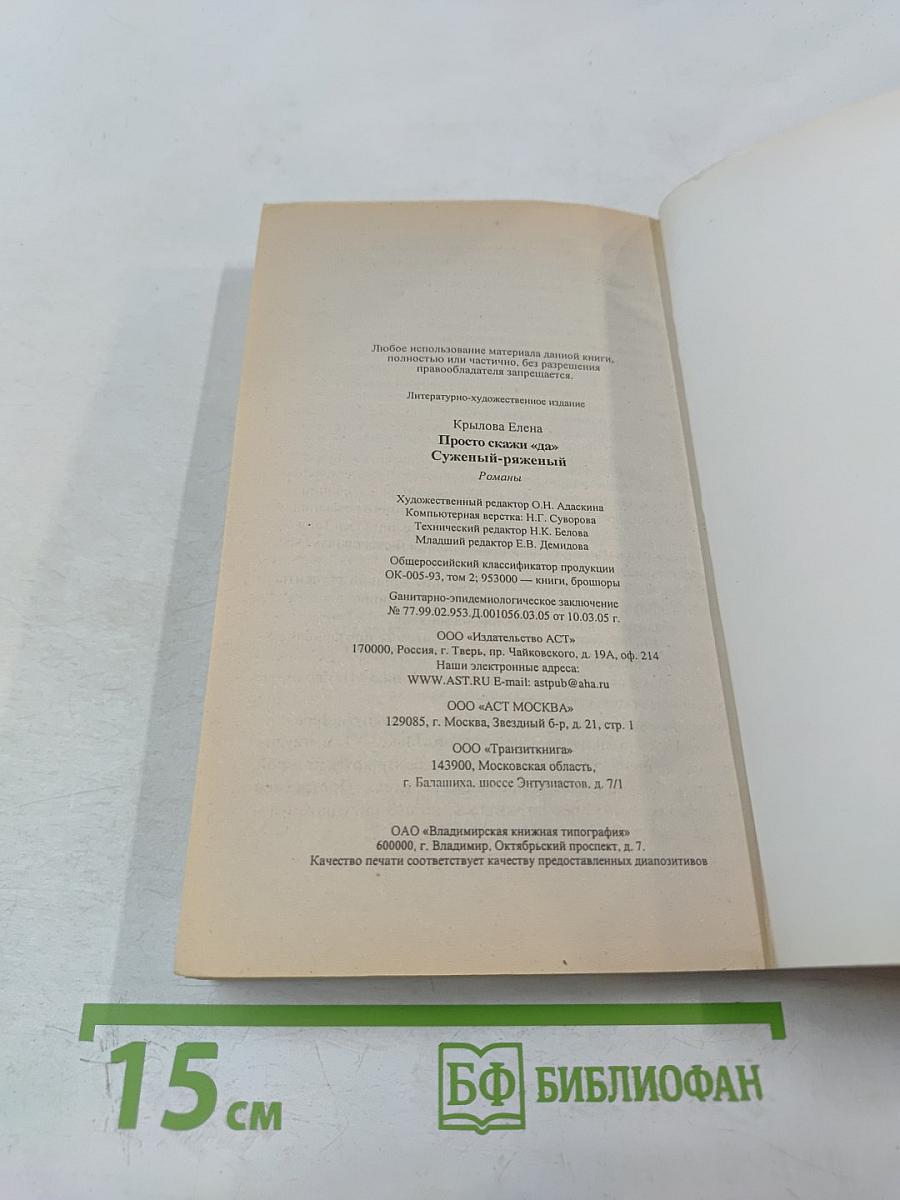 Любое использование материала данной книги,
полностью или частично, без разрешения
правообладателя запрещается.
Литературно-художественное издание
Крылова Елена
Просто скажи «да»
Суженый-ряженый
Романы
Художественный редактор О.Н. Адаскина
Компьютерная верстка: Н.Г. Суворова
Технический редактор Н.К. Белова
Младший редактор Е.В. Демидова
Общероссийский классификатор продукции
ОК-005-93, том 2; 953000 — книги, брошюры
Gанитарно-эпидемиологическое заключение
№ 77.99.02.953.Д.001056.03.05 от 10.03.05 г.
ООО «Издательство АСТ»
170000, Россия, г. Тверь, пр. Чайковского, д. 19А, оф. 214
Наши электронные адреса:
WWW.AST.RU E-mail: astpub@aha.ru
ООО «АСТ МОСКВА»
129085, г. Москва, Звездный б-р, д. 21, стр. 1
ООО «Транзиткнига»
143900, Московская область,
г. Балашиха, шоссе Энтузиастов, д. 7/1
ОАО «Владимирская книжная типография»
600000, г. Владимир, Октябрьский проспект, д. 7.
Качество печати соответствует качеству предоставленных диапозитивов
15 см
БФ БИБЛИОФАН